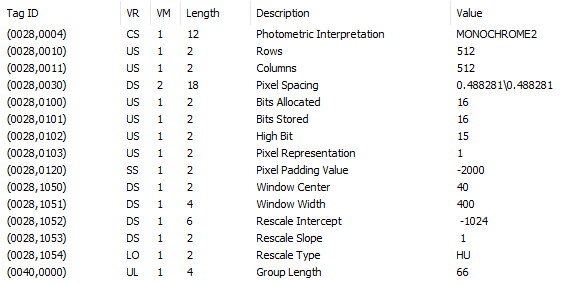 Tag ID VR VM Length Description Value
(0028,0004) CS 1 12 Photometric Interpretation MONOCHROME2
(0028,0010) US 1 2 Rows 512
(0028,0011) US 1 2 Columns 512
(0028,0030) DS 2 18 Pixel Spacing 0.488281\0.488281
(0028,0100) US 1 2 Bits Allocated 16
(0028,0101) US 1 2 Bits Stored 16
(0028,0102) US 1 2 High Bit 15
(0028,0103) US 1 2 Pixel Representation 1
(0028,0120) SS 1 2 Pixel Padding Value -2000
(0028,1050) DS 1 2 Window Center 40
(0028,1051) DS 1 4 Window Width 400
(0028,1052) DS 1 6 Rescale Intercept -1024
(0028,1053) DS 1 2 Rescale Slope 1
(0028,1054) LO 1 2 Rescale Type HU
(0040,0000) UL 1 4 Group Length 66